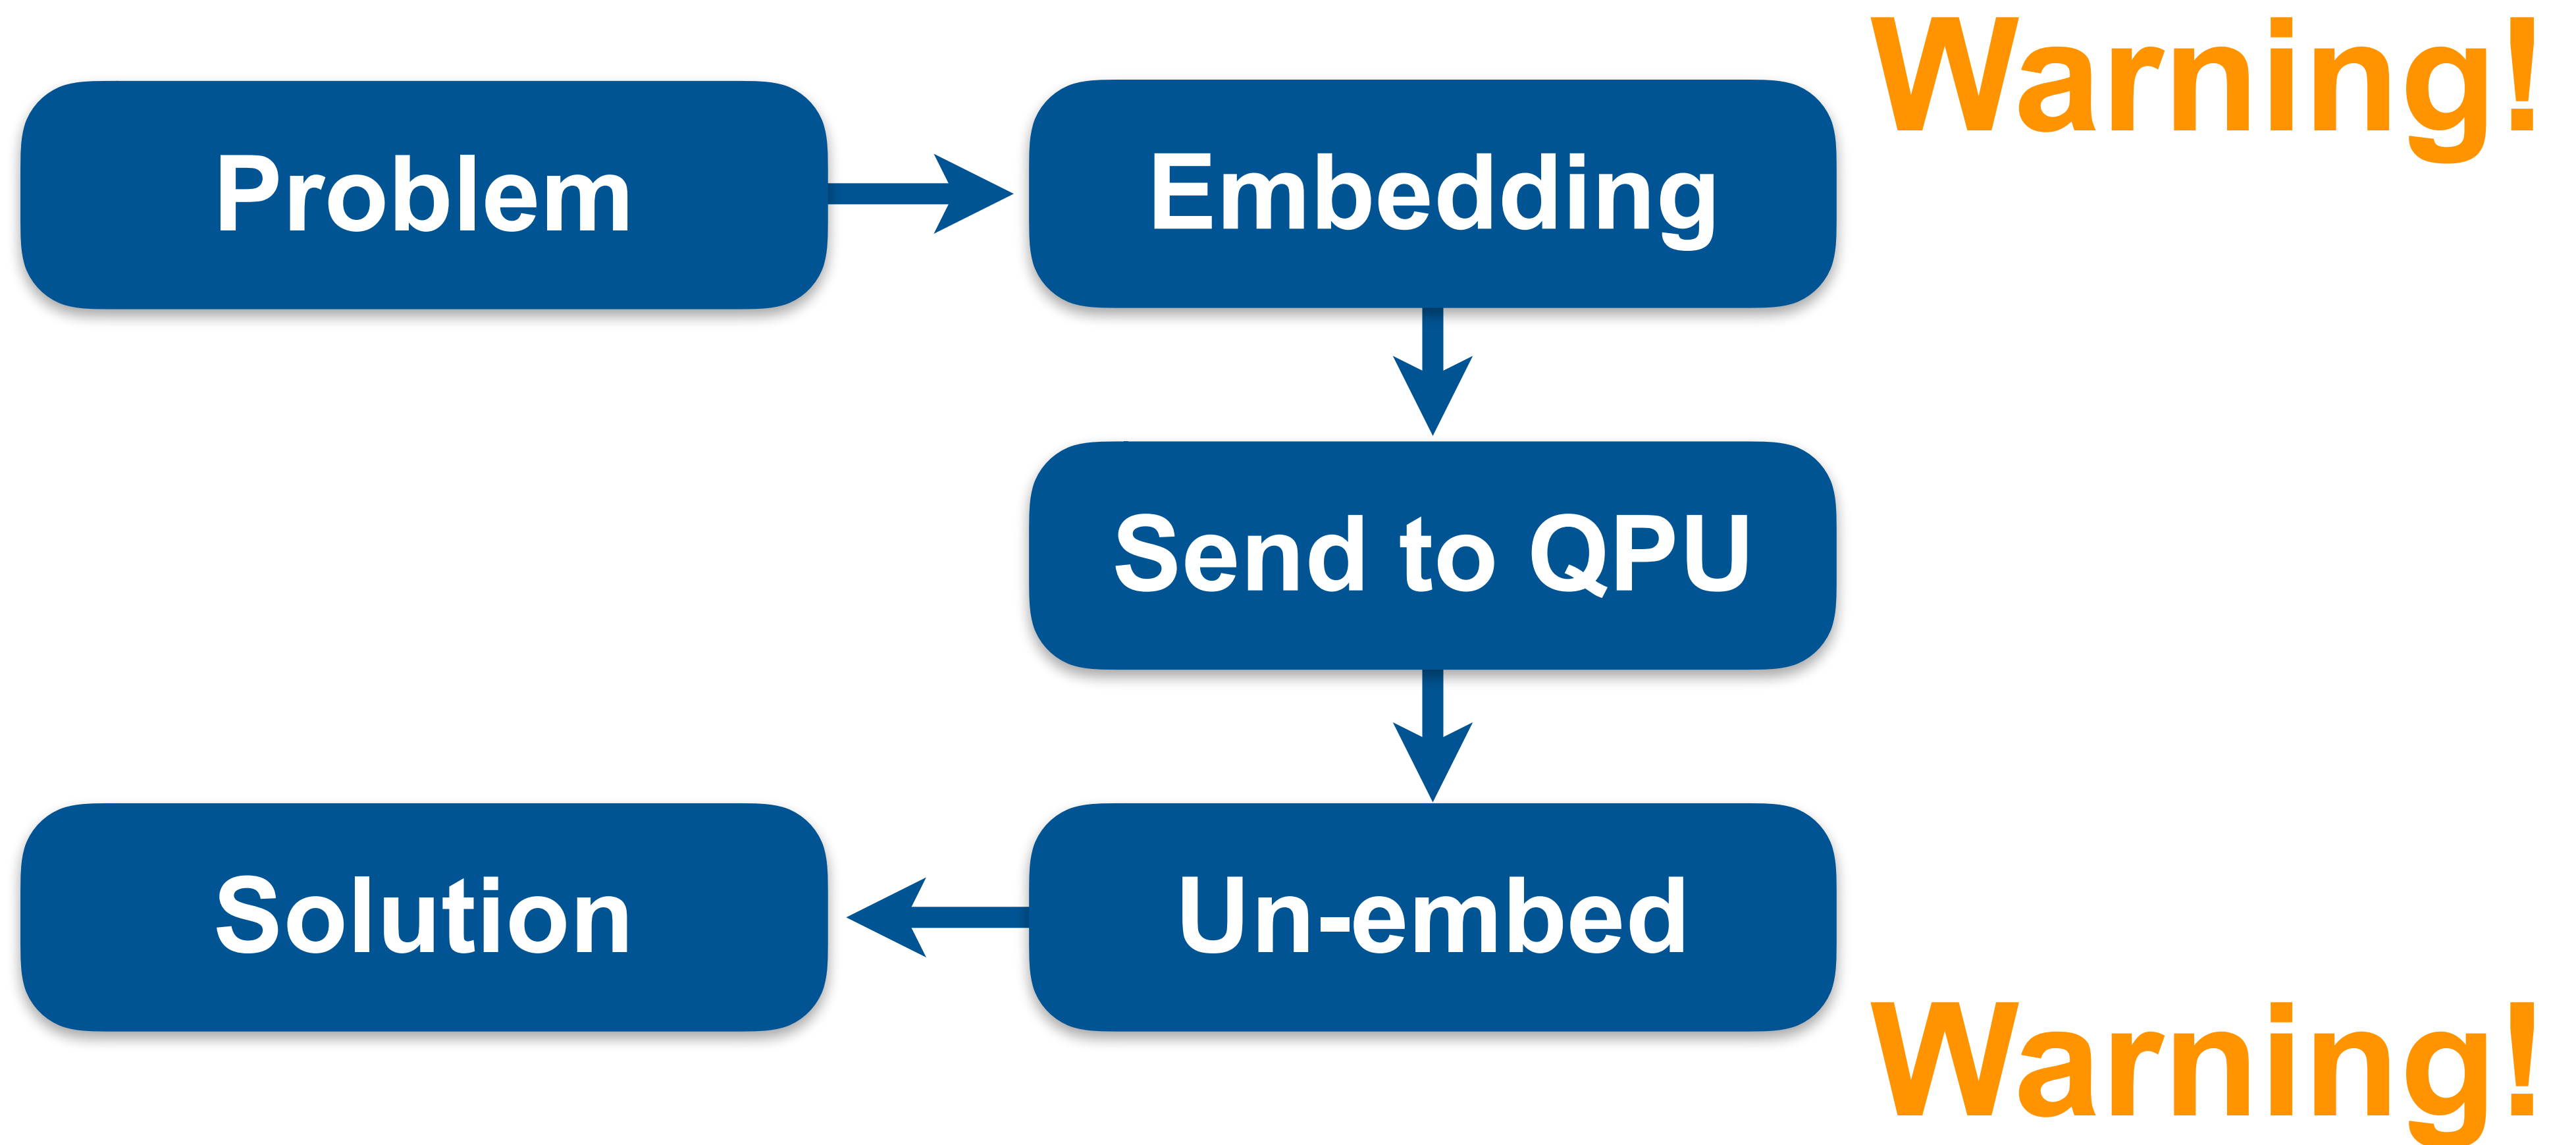 Warning!
Problem
Embedding
Send to QPU
Solution
Un-embed
Warning!